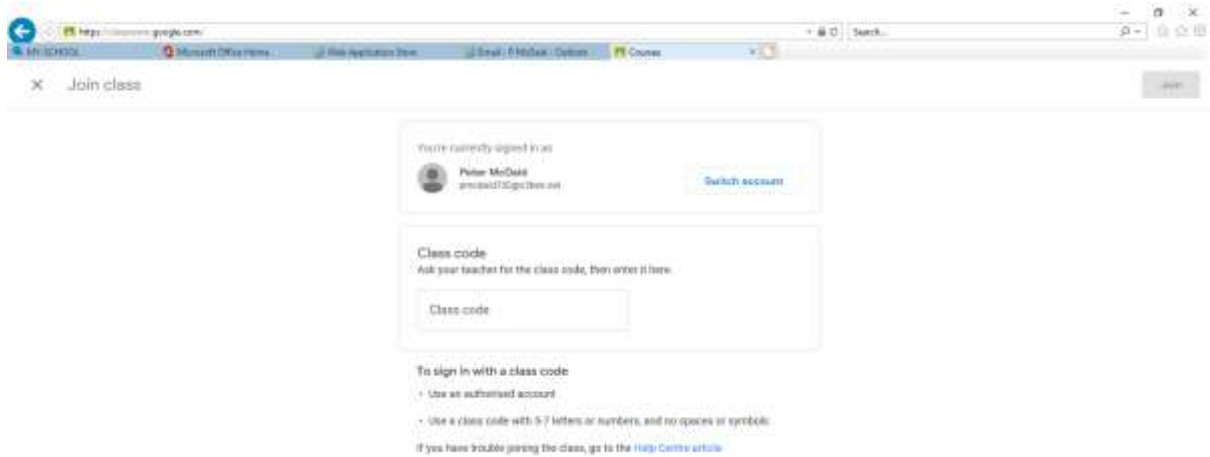 google.com
Search...
MY SCHOOL
Microsoft Office Home
Web Application Store
Courses
Join class
Join
You're currently signed in as
Peter McDaid
Switch account
Class code
Ask your teacher for the class code, then enter it here.
Class code
To sign in with a class code
• Use an authorised account
• Use a class code with 5-7 letters or numbers, and no spaces or symbols
If you have trouble joining the class, go to the Help Centre article